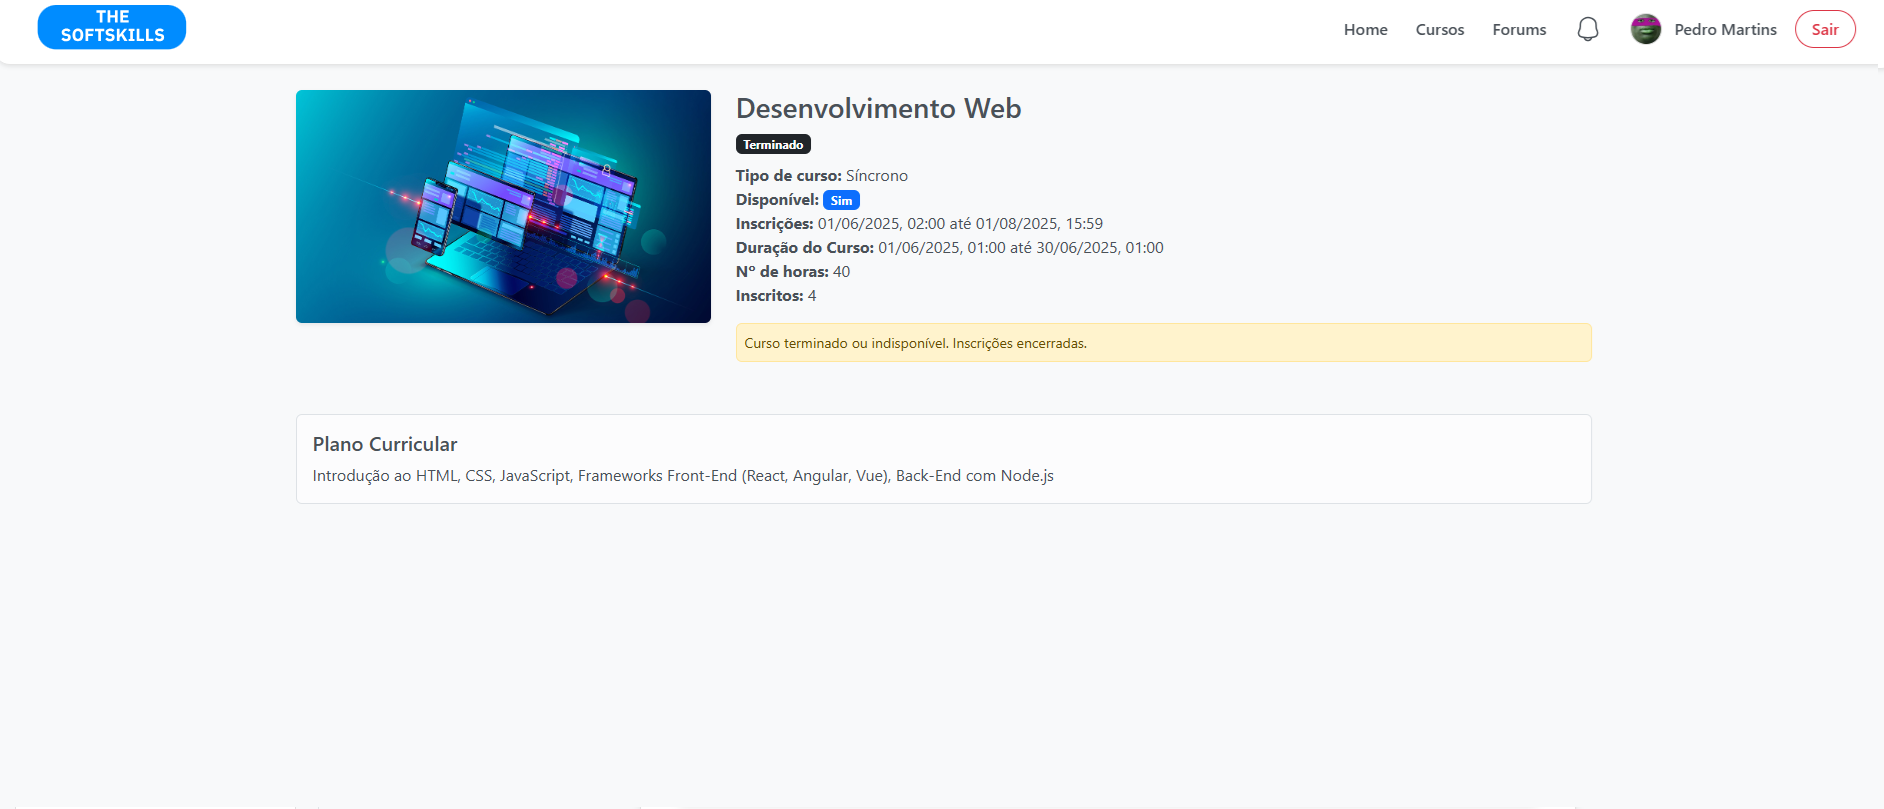 THE
SOFTSKILLS
Home Cursos Forums Pedro Martins Sair
Desenvolvimento Web
Terminado
Tipo de curso: Síncrono
Disponível: Sim
Inscrições: 01/06/2025, 02:00 até 01/08/2025, 15:59
Duração do Curso: 01/06/2025, 01:00 até 30/06/2025, 01:00
Nº de horas: 40
Inscritos: 4
Curso terminado ou indisponível. Inscrições encerradas.
Plano Curricular
Introdução ao HTML, CSS, JavaScript, Frameworks Front-End (React, Angular, Vue), Back-End com Node.js